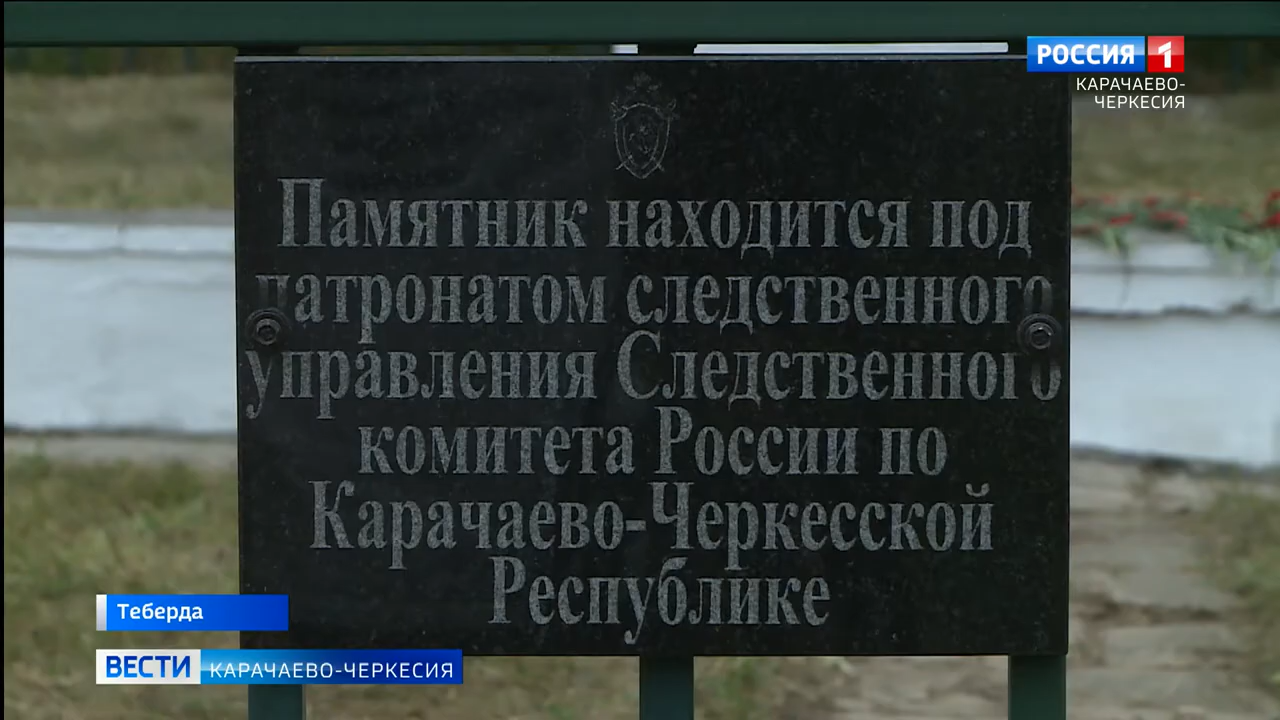 РОССИЯ 1
КАРАЧАЕВО-
ЧЕРКЕСИЯ
Памятник находится под
патронатом следственного
управления Следственного
комитета России по
Карачаево-Черкесской
Республике
Теберда
ВЕСТИ КАРАЧАЕВО-ЧЕРКЕСИЯ